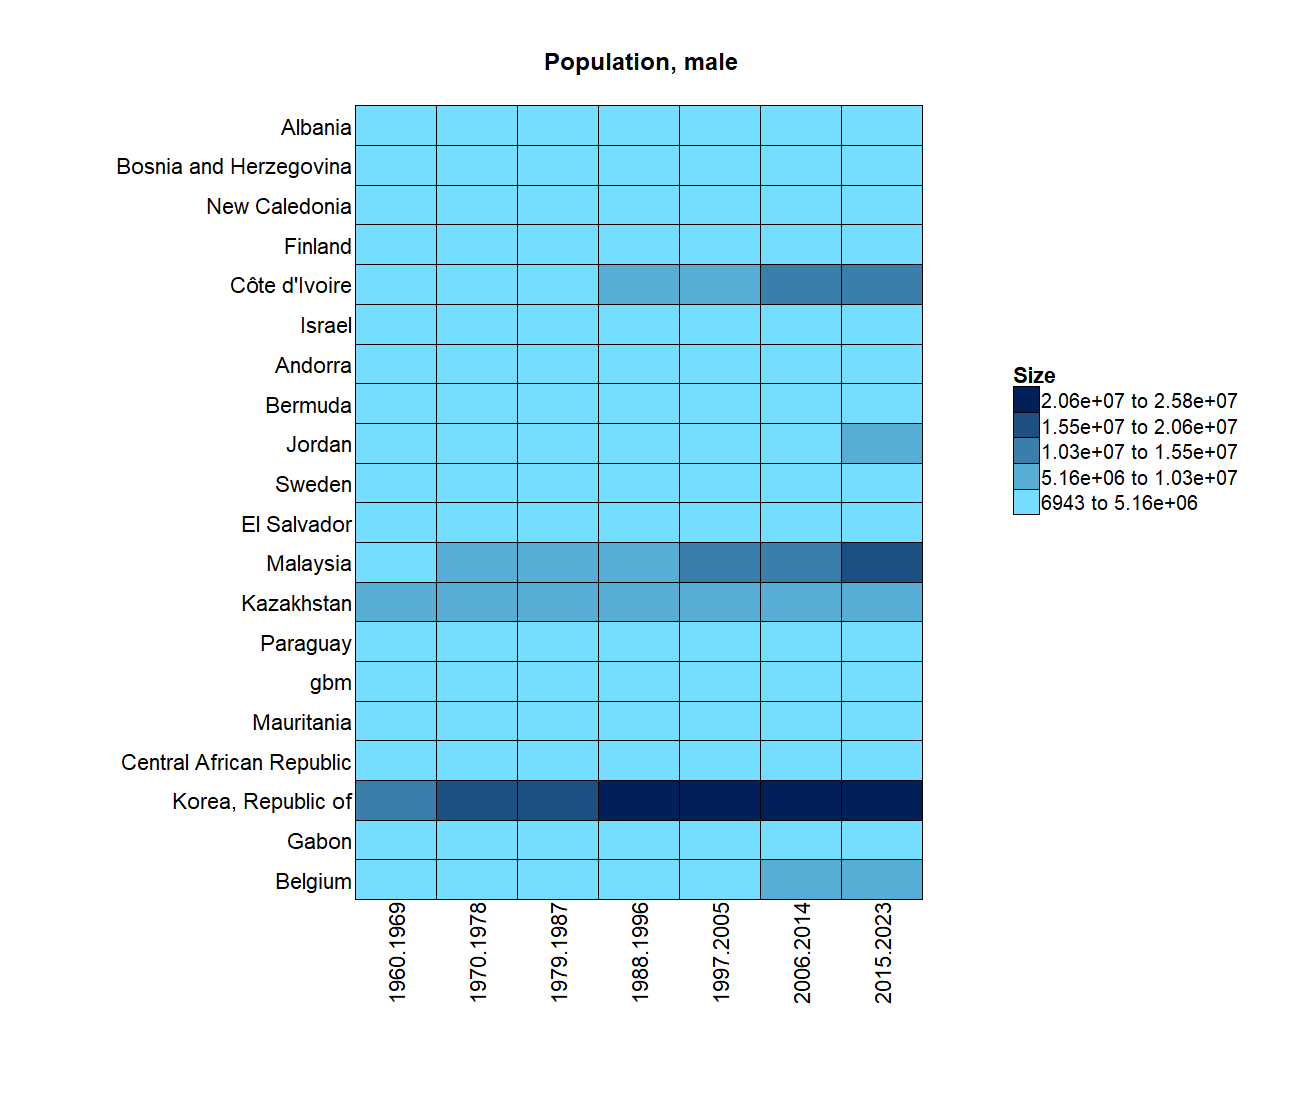 Population, male
Albania
Bosnia and Herzegovina
New Caledonia
Finland
Côte d'Ivoire
Israel
Andorra
Bermuda
Jordan
Sweden
El Salvador
Malaysia
Kazakhstan
Paraguay
gbm
Mauritania
Central African Republic
Korea, Republic of
Gabon
Belgium
1960.1969
1970.1978
1979.1987
1988.1996
1997.2005
2006.2014
2015.2023
Size
2.06e+07 to 2.58e+07
1.55e+07 to 2.06e+07
1.03e+07 to 1.55e+07
5.16e+06 to 1.03e+07
6943 to 5.16e+06